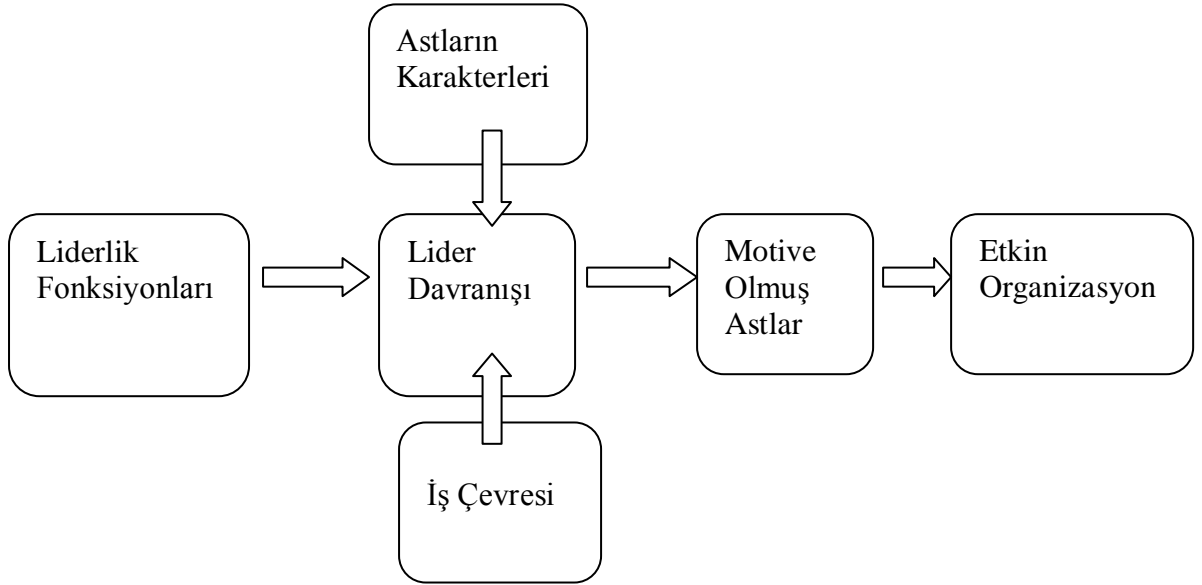 Astların
Karakterleri
Liderlik
Fonksiyonları
Lider
Davranışı
Motive
Olmuş
Astlar
Etkin
Organizasyon
İş Çevresi